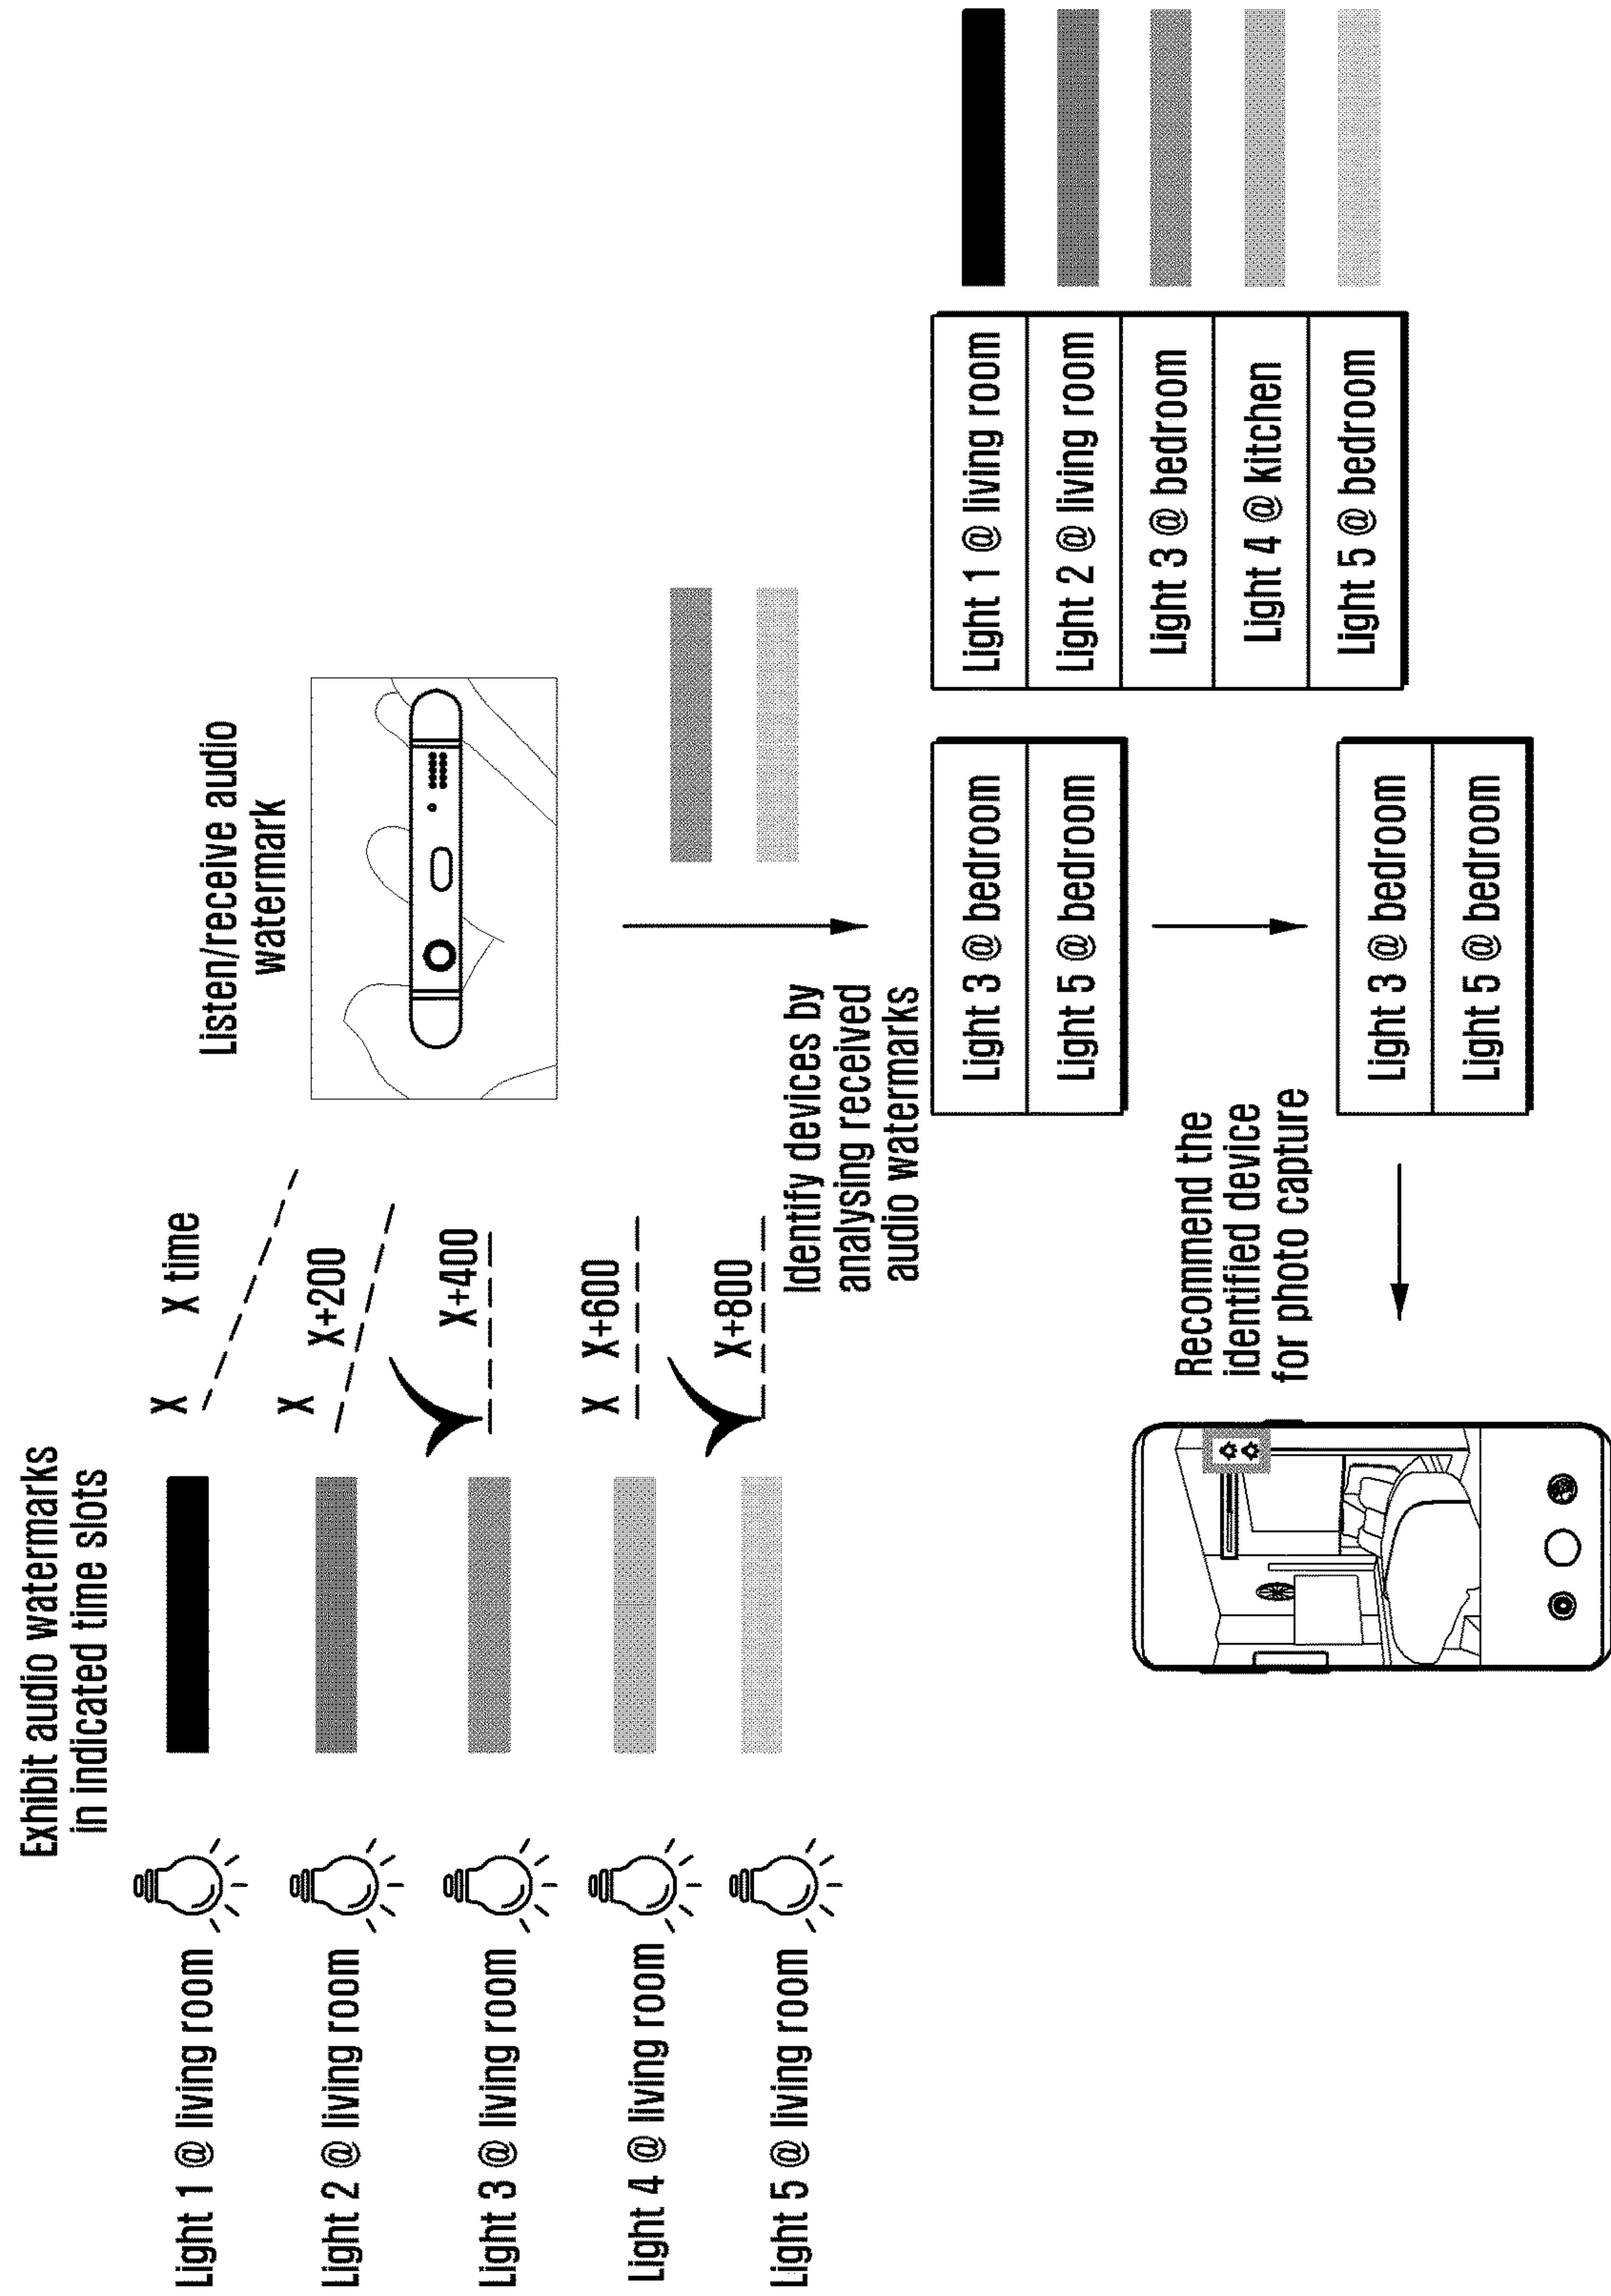 Exhibit audio watermarks
in indicated time slots
Light 1 @ living room
X
X time
Light 2 @ living room
X
X+200
Light 3 @ living room
X+400
Light 4 @ living room
X
X+600
Light 5 @ living room
X+800
Listen/receive audio
watermark
Identify devices by
analysing received
audio watermarks
Light 3 @ bedroom
Light 5 @ bedroom
Light 1 @ living room
Light 2 @ living room
Light 3 @ bedroom
Light 4 @ kitchen
Light 5 @ bedroom
Recommend the
identified device
for photo capture
Light 3 @ bedroom
Light 5 @ bedroom